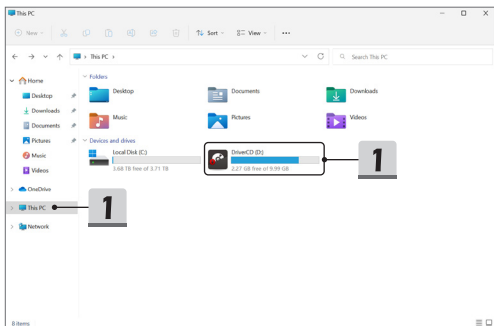 This PC
New
Sort
View
This PC
Search This PC
Home
Desktop
Downloads
Documents
Pictures
Music
Videos
OneDrive
This PC
Network
Folders
Desktop
Documents
Downloads
Music
Pictures
Videos
Devices and drives
Local Disk (C:)
3.68 TB free of 3.71 TB
DriverCD (D:)
2.27 GB free of 9.99 GB
1
1
8 items